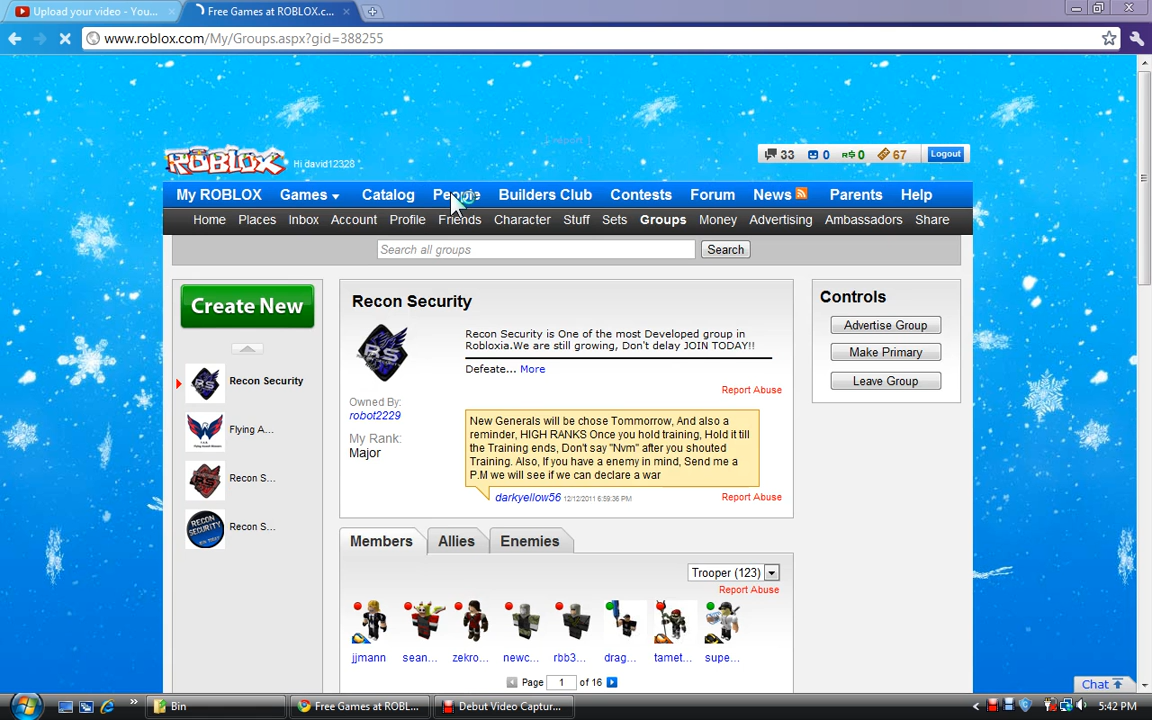 Upload your video - You...
Free Games at ROBLOX.c...
www.roblox.com/My/Groups.aspx?gid=388255
ROBLOX
Hi david12328
33 0 R$ 0 67 Logout
My ROBLOX Games Catalog People Builders Club Contests Forum News Parents Help
Home Places Inbox Account Profile Friends Character Stuff Sets Groups Money Advertising Ambassadors Share
Search all groups Search
Create New
Recon Security
Flying A...
Recon S...
Recon S...
Recon Security
RS
Recon Security is One of the most Developed group in
Robloxia.We are still growing, Don't delay JOIN TODAY!!
Defeate... More
Report Abuse
Owned By:
robot2229
My Rank:
Major
New Generals will be chose Tommorrow, And also a
reminder, HIGH RANKS Once you hold training, Hold it till
the Training ends, Don't say "Nvm" after you shouted
Training. Also, If you have a enemy in mind, Send me a
P.M we will see if we can declare a war
darkyellow56 12/12/2011 6:59:36 PM
Report Abuse
Controls
Advertise Group
Make Primary
Leave Group
Members Allies Enemies
Trooper (123)
Report Abuse
jjmann sean... zekro... newc... rbb3... drag... tamet... supe...
Page 1 of 16
Chat
Bin
Free Games at ROBL...
Debut Video Captur...
5:42 PM